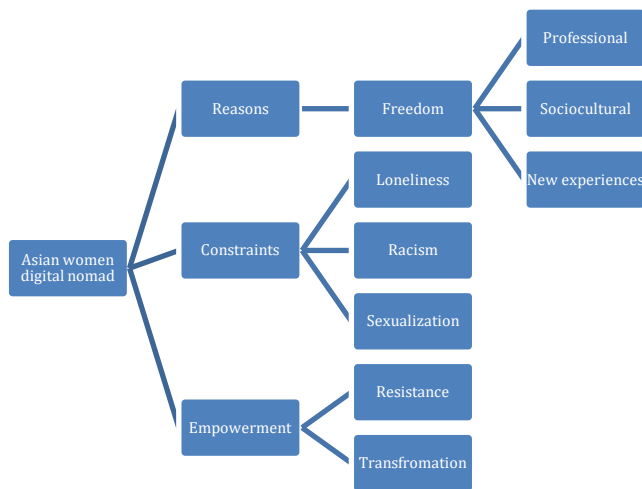 Professional
Reasons
Freedom
Sociocultural
Loneliness
New experiences
Asian women
digital nomad
Constraints
Racism
Sexualization
Empowerment
Resistance
Transfromation